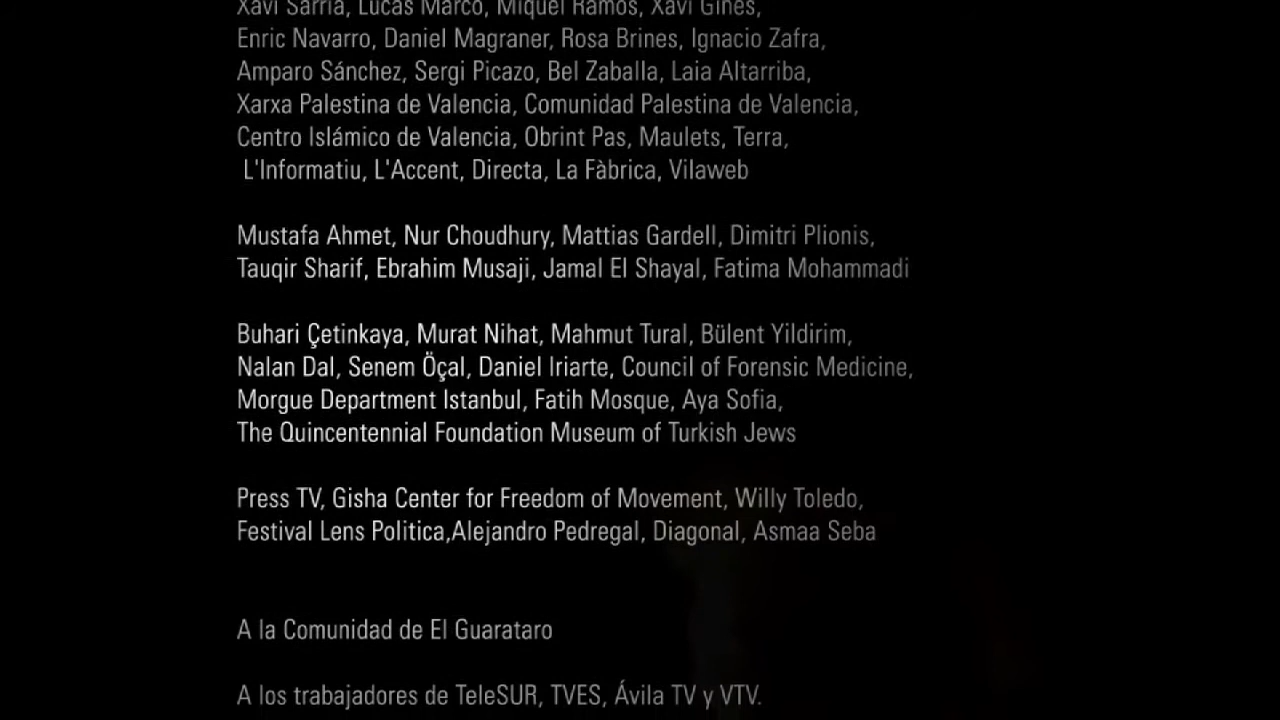 Xavi Sarria, Lucas Marco, Miquel Ramos, Xavi Ginés,
Enric Navarro, Daniel Magraner, Rosa Brines, Ignacio Zafra,
Amparo Sánchez, Sergi Picazo, Bel Zaballa, Laia Altarriba,
Xarxa Palestina de Valencia, Comunidad Palestina de Valencia,
Centro Islámico de Valencia, Obrint Pas, Maulets, Terra,
L'Informatiu, L'Accent, Directa, La Fàbrica, Vilaweb
Mustafa Ahmet, Nur Choudhury, Mattias Gardell, Dimitri Plionis,
Tauqir Sharif, Ebrahim Musaji, Jamal El Shayal, Fatima Mohammadi
Buhari Çetinkaya, Murat Nihat, Mahmut Tural, Bülent Yildirim,
Nalan Dal, Senem Öçal, Daniel Iriarte, Council of Forensic Medicine,
Morgue Department Istanbul, Fatih Mosque, Aya Sofia,
The Quincentennial Foundation Museum of Turkish Jews
Press TV, Gisha Center for Freedom of Movement, Willy Toledo,
Festival Lens Politica,Alejandro Pedregal, Diagonal, Asmaa Seba
A la Comunidad de El Guarataro
A los trabajadores de TeleSUR, TVES, Ávila TV y VTV.